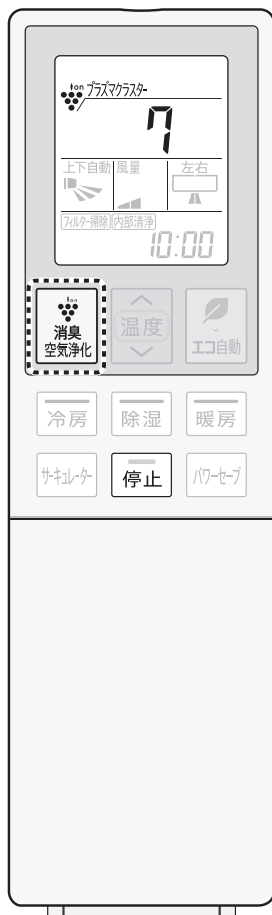 ion プラズマクラスター
7
上下自動 風量 左右
フィルター掃除 内部清浄
10:00
ion
消臭
空気浄化
温度
エコ自動
冷房 除湿 暖房
サーキュレーター 停止 パワーセーブ